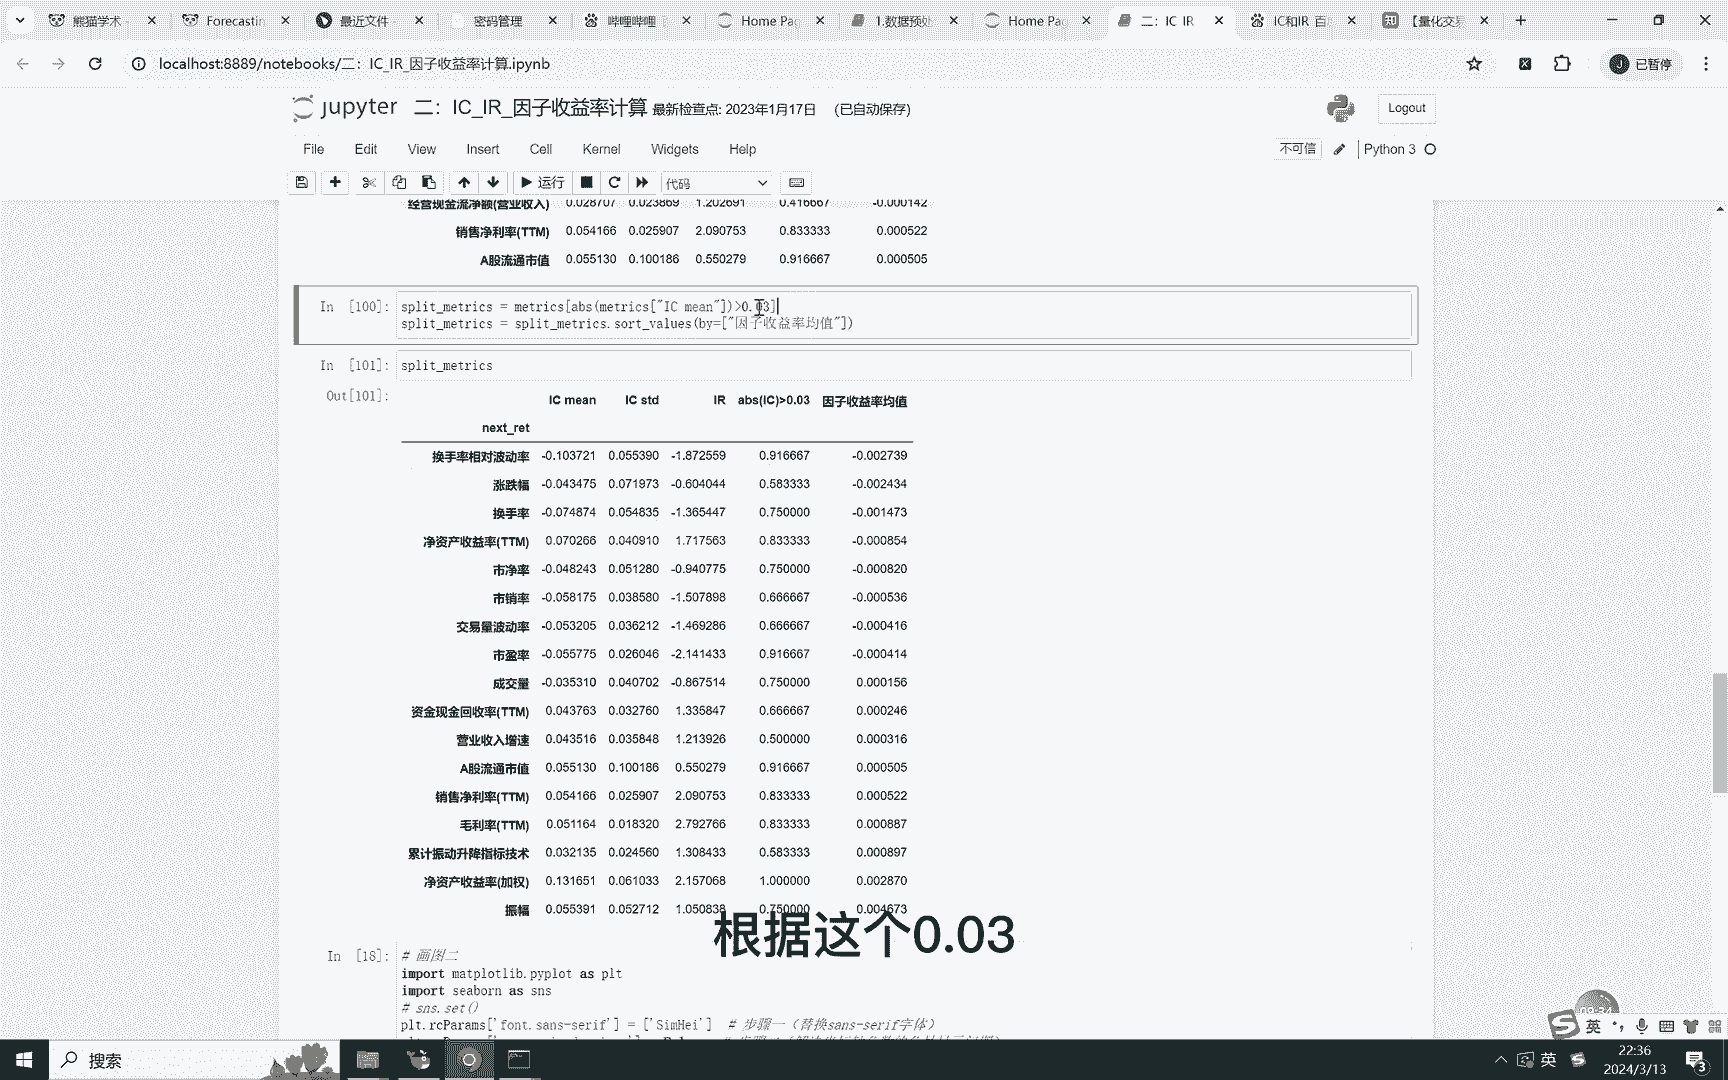 熊猫学术
Forecastin
最近文件
密码管理
哔哩哔哩
Home Pag
1.数据预处
Home Pag
二：IC IR
IC和IR 百
【量化交易
localhost:8889/notebooks/二：IC_IR_因子收益率计算.ipynb
已暂停
jupyter 二：IC_IR_因子收益率计算 最新检查点: 2023年1月17日 (已自动保存)
Logout
File Edit View Insert Cell Kernel Widgets Help
不可信 Python 3
运行 代码
经营现金流净额(营业收入) 0.028707 0.023869 1.202691 0.416667 -0.000142
销售净利率(TTM) 0.054166 0.025907 2.090753 0.833333 0.000522
A股流通市值 0.055130 0.100186 0.550279 0.916667 0.000505
In [100]: split_metrics = metrics[abs(metrics["IC mean"])>0.03]
split_metrics = split_metrics.sort_values(by=["因子收益率均值"])
In [101]: split_metrics
Out[101]:
IC mean IC std IR abs(IC)>0.03 因子收益率均值
next_ret
换手率相对波动率 -0.103721 0.055390 -1.872559 0.916667 -0.002739
涨跌幅 -0.043475 0.071973 -0.604044 0.583333 -0.002434
换手率 -0.074874 0.054835 -1.365447 0.750000 -0.001473
净资产收益率(TTM) 0.070266 0.040910 1.717563 0.833333 -0.000854
市净率 -0.048243 0.051280 -0.940775 0.750000 -0.000820
市销率 -0.058175 0.038580 -1.507898 0.666667 -0.000536
交易量波动率 -0.053205 0.036212 -1.469286 0.666667 -0.000416
市盈率 -0.055775 0.026046 -2.141433 0.916667 -0.000414
成交量 -0.035310 0.040702 -0.867514 0.750000 0.000156
资金现金回收率(TTM) 0.043763 0.032760 1.335847 0.666667 0.000246
营业收入增速 0.043516 0.035848 1.213926 0.500000 0.000316
A股流通市值 0.055130 0.100186 0.550279 0.916667 0.000505
销售净利率(TTM) 0.054166 0.025907 2.090753 0.833333 0.000522
毛利率(TTM) 0.051164 0.018320 2.792766 0.833333 0.000887
累计振动升降指标技术 0.032135 0.024560 1.308433 0.583333 0.000897
净资产收益率(加权) 0.131651 0.061033 2.157068 1.000000 0.002870
振幅 0.055391 0.052712 1.050838 0.750000 0.004673
根据这个0.03
In [18]: # 画图二
import matplotlib.pyplot as plt
import seaborn as sns
# sns.set()
plt.rcParams['font.sans-serif'] = ['SimHei'] # 步骤一（替换sans-serif字体）
英
搜索
英
22:36
2024/3/13
3